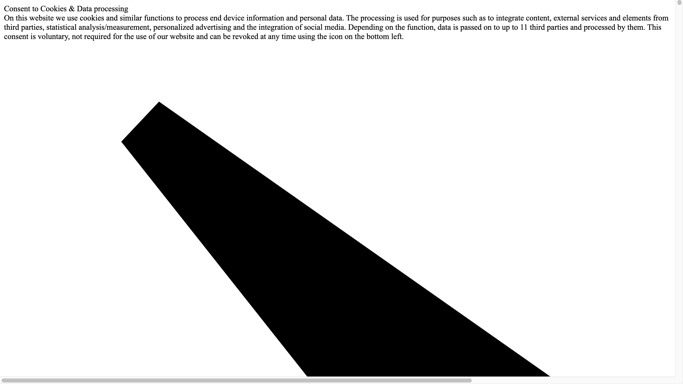 Consent to Cookies & Data processing
On this website we use cookies and similar functions to process end device information and personal data. The processing is used for purposes such as to integrate content, external services and elements from
third parties, statistical analysis/measurement, personalized advertising and the integration of social media. Depending on the function, data is passed on to up to 11 third parties and processed by them. This
consent is voluntary, not required for the use of our website and can be revoked at any time using the icon on the bottom left.